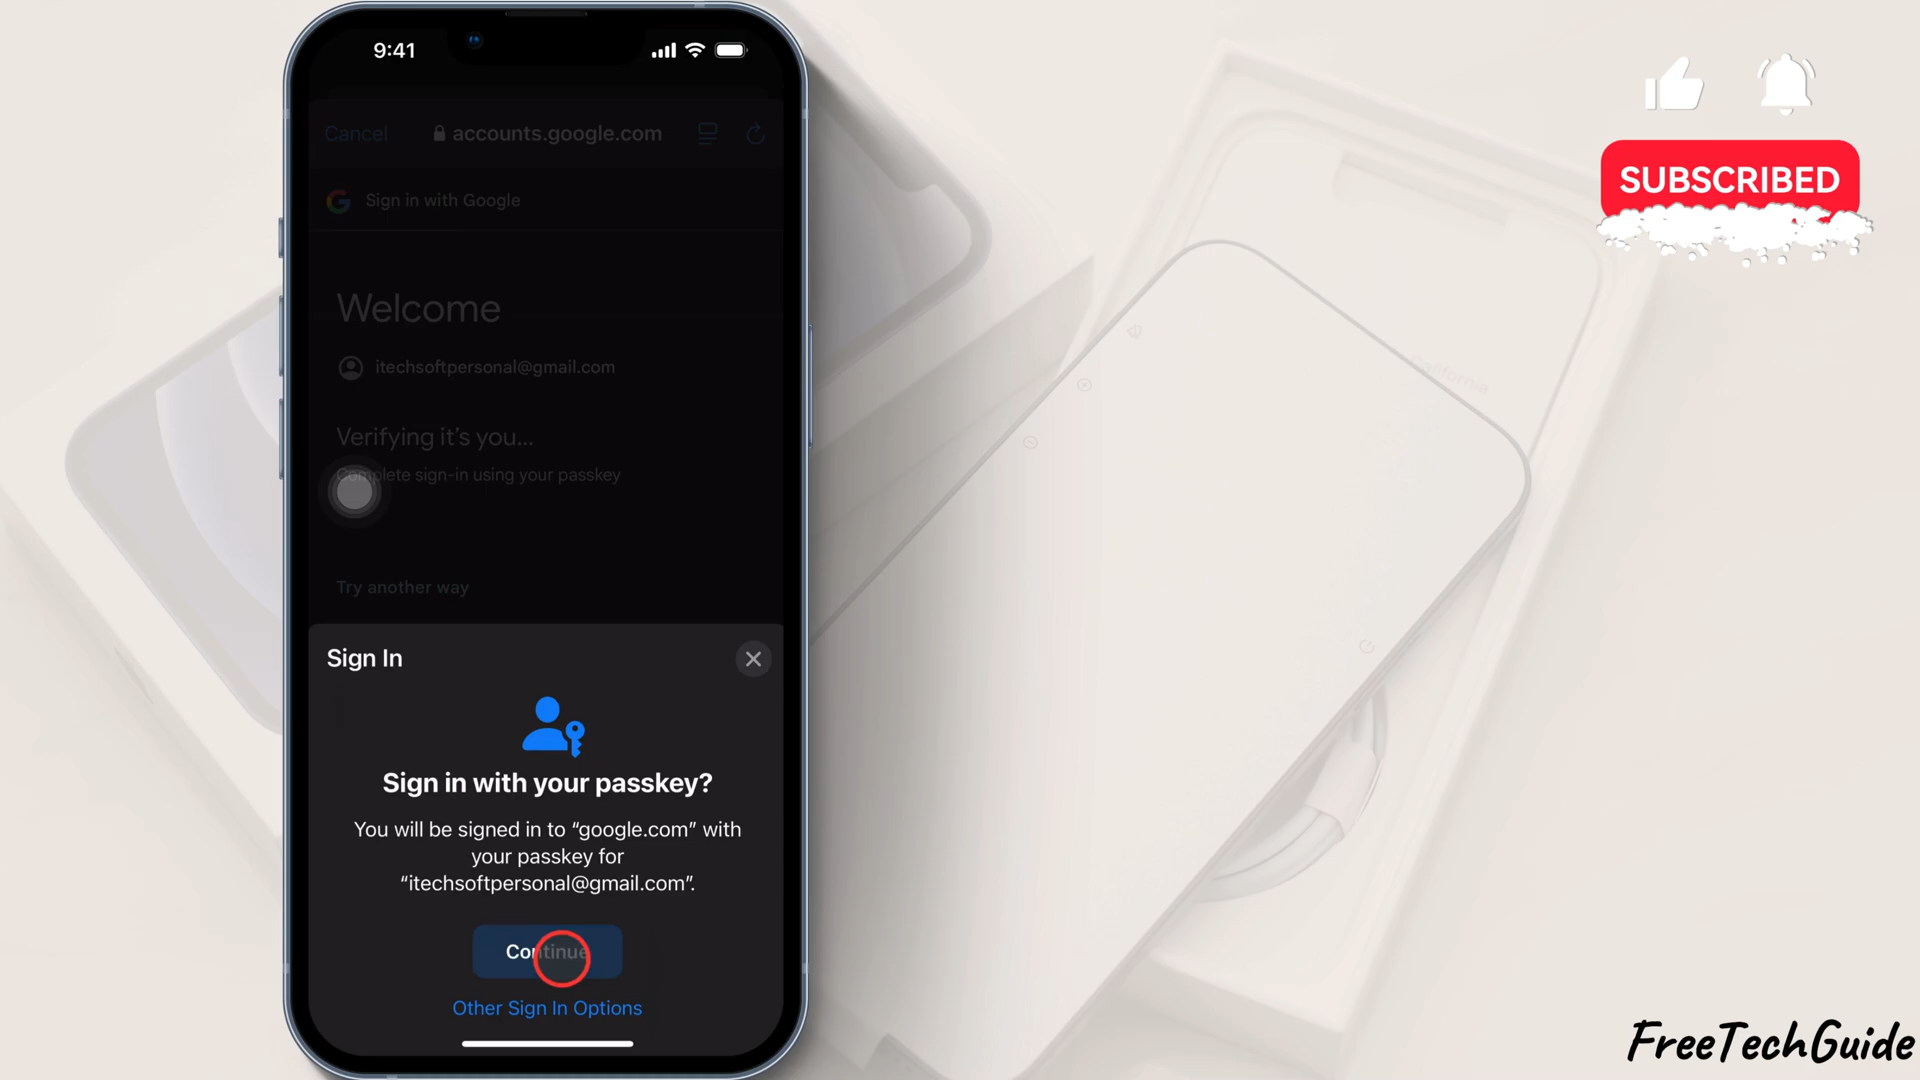 9:41
Cancel
accounts.google.com
Sign in with Google
Welcome
itechsoftpersonal@gmail.com
Verifying it's you...
Complete sign-in using your passkey
Try another way
Sign In
Sign in with your passkey?
You will be signed in to “google.com” with
your passkey for
“itechsoftpersonal@gmail.com”.
Continue
Other Sign In Options
SUBSCRIBED
California
FreeTechGuide